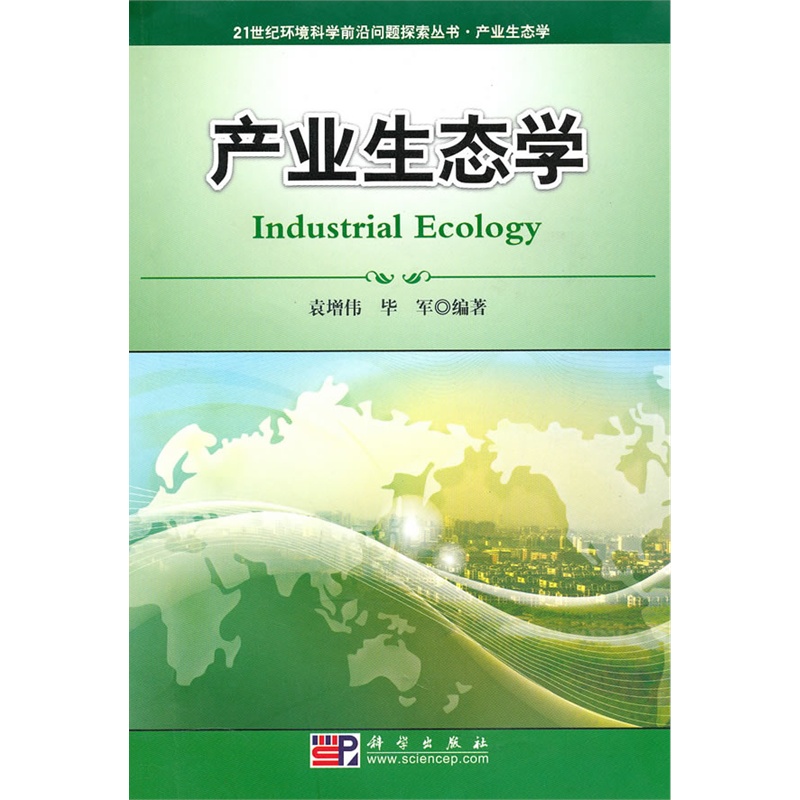 21世纪环境科学前沿问题探索丛书·产业生态学
产业生态学
Industrial Ecology
袁增伟 毕 军◎编著
科学出版社
www.sciencep.com